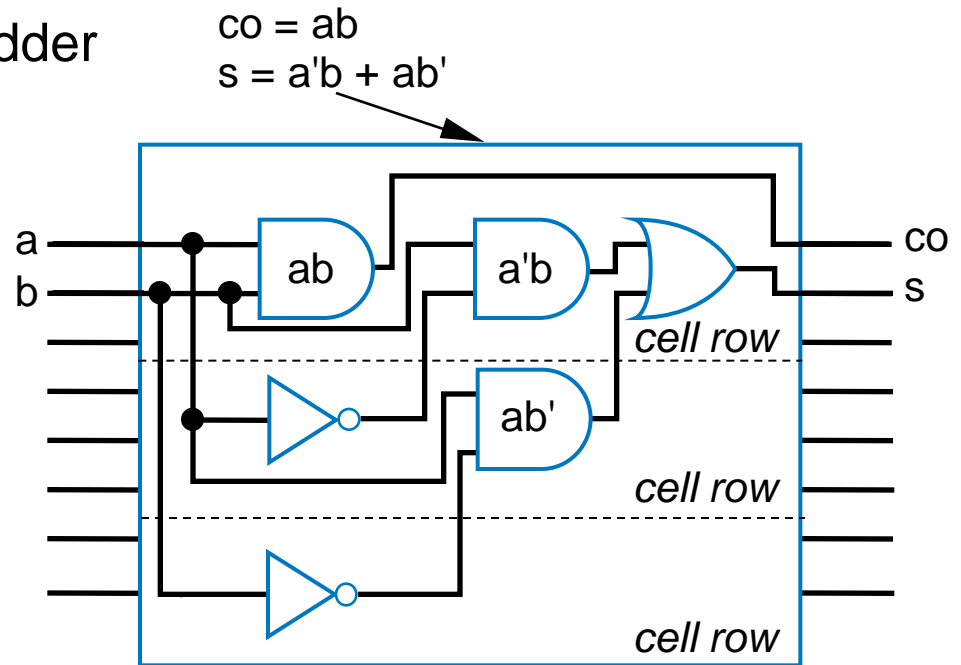 dder
co = ab
s = a'b + ab'
a
b
ab
a'b
co
s
cell row
ab'
cell row
cell row